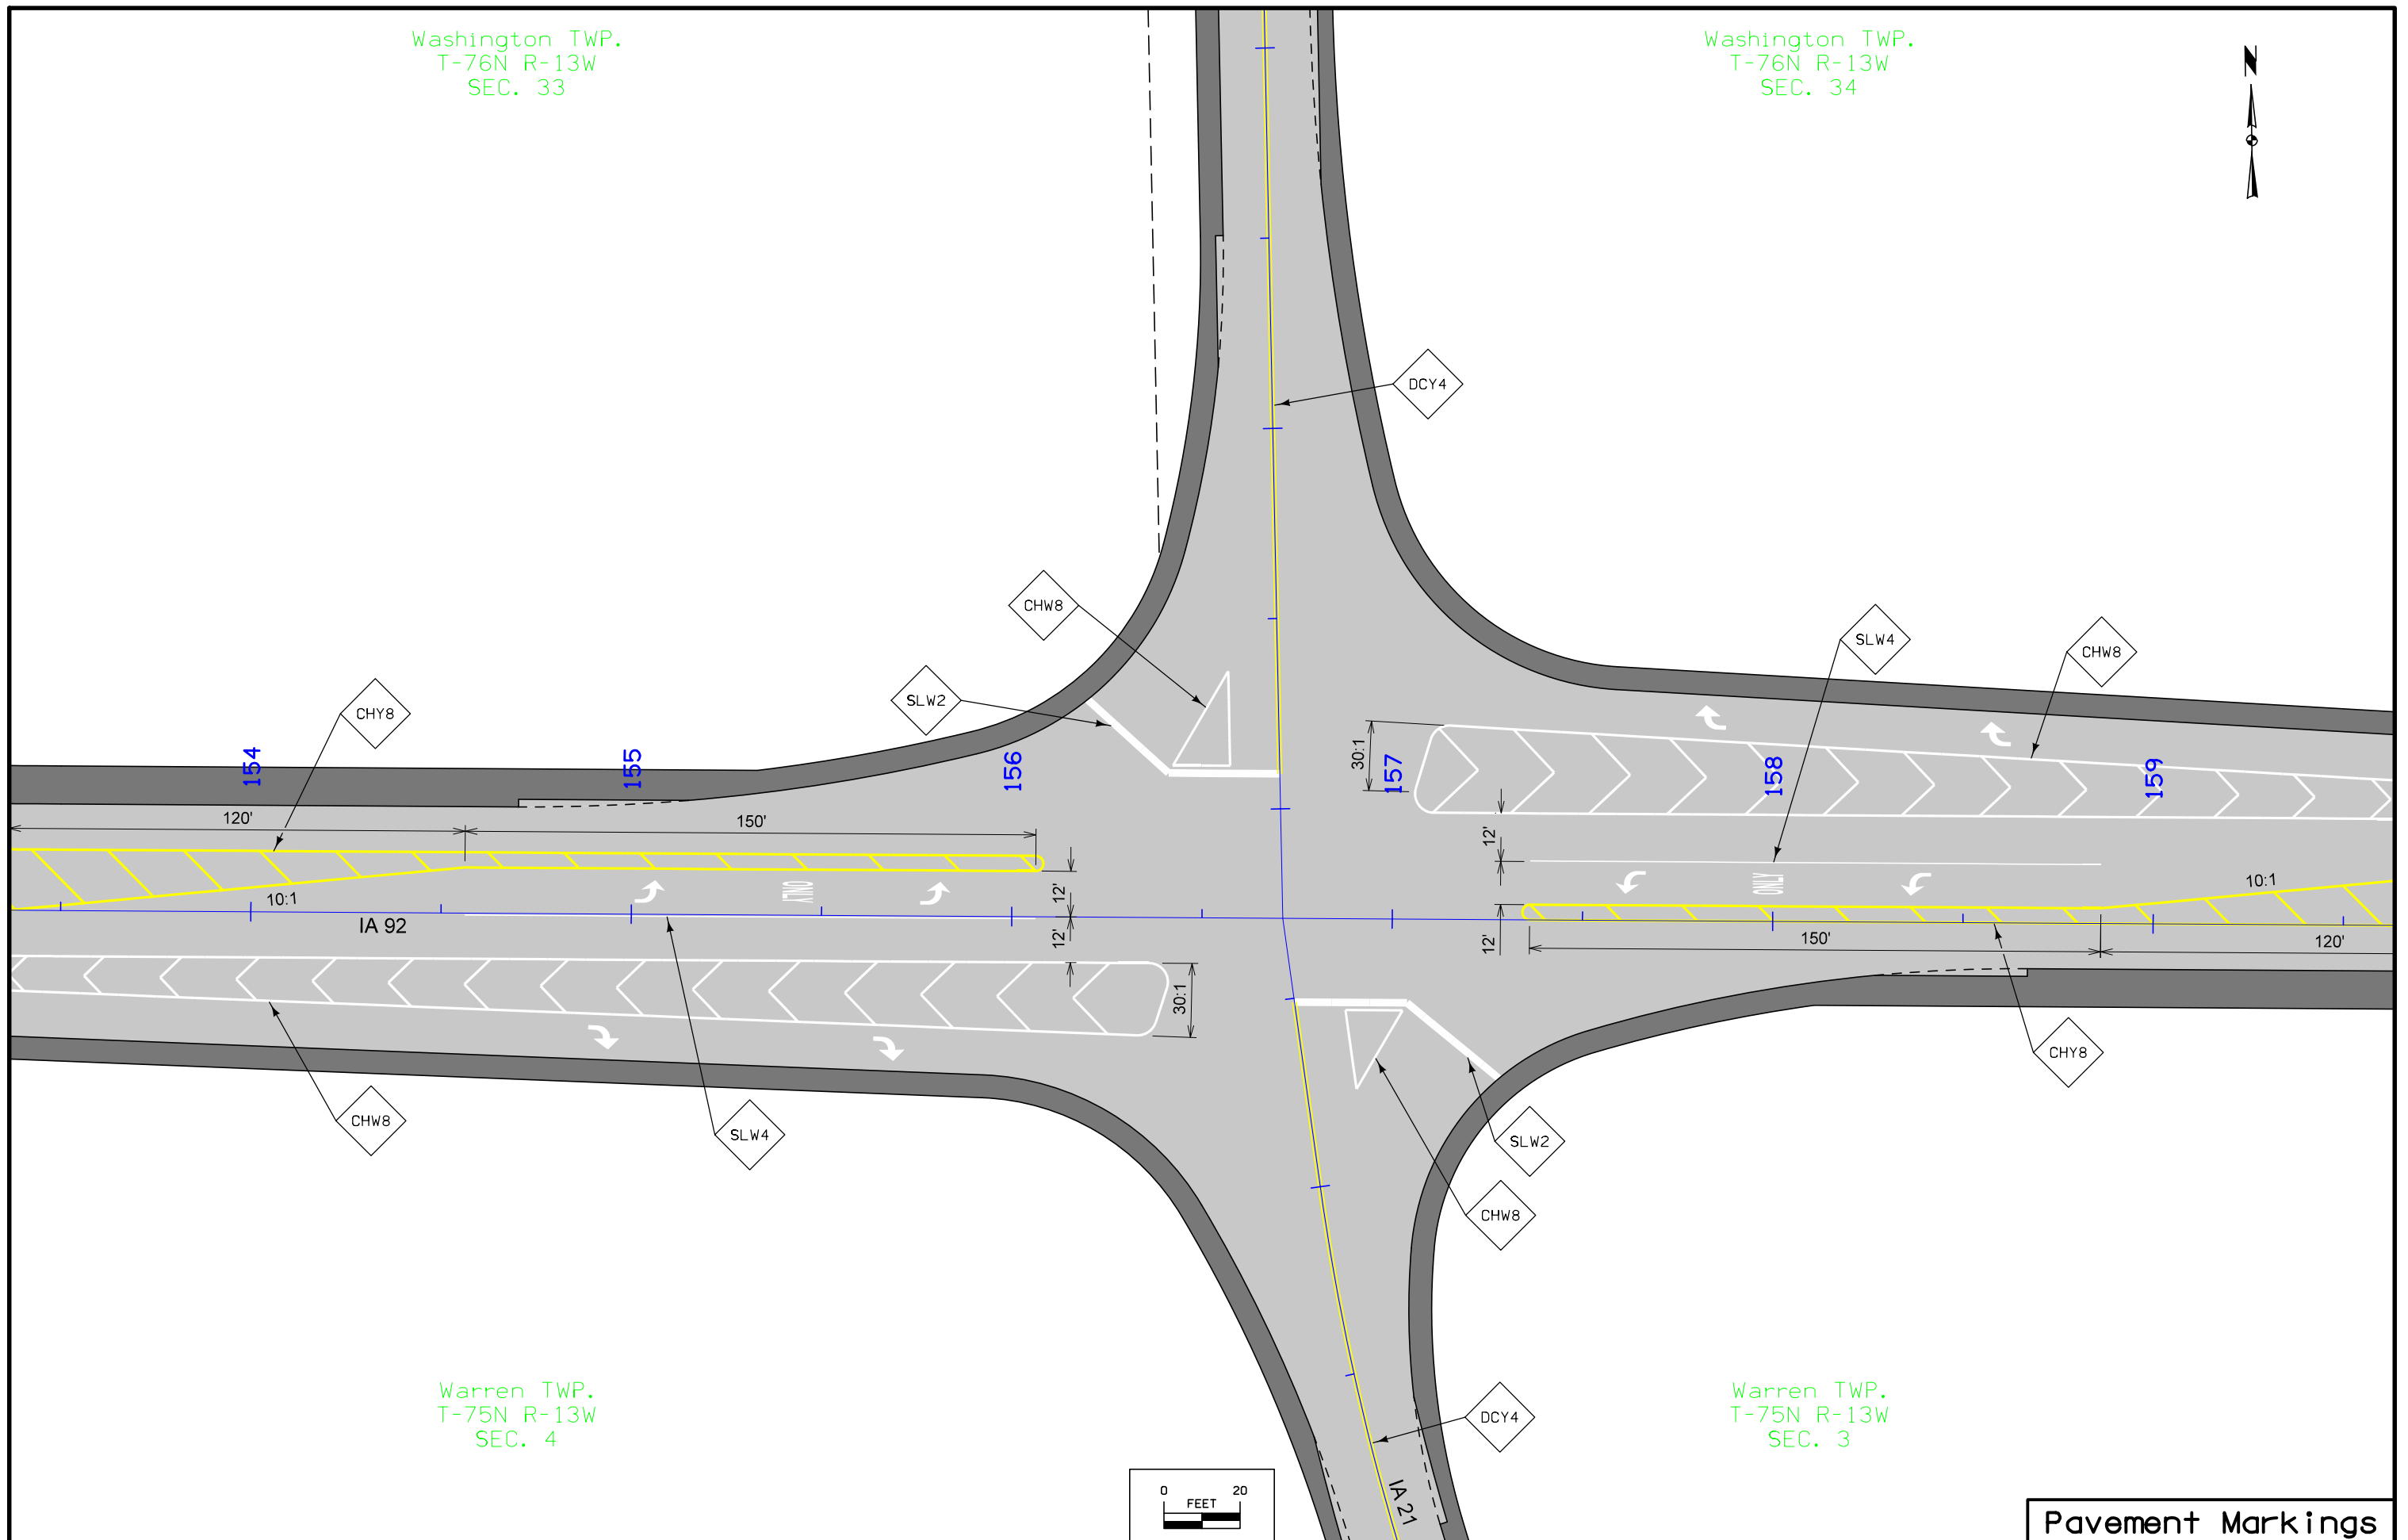 Washington TWP.
T-76N R-13W
SEC. 33
Washington TWP.
T-76N R-13W
SEC. 34
N
DCY4
CHW8
SLW4
CHW8
SLW2
CHY8
154
155
156
157
158
159
30:1
120'
150'
12'
12'
ONLY
ONLY
10:1
10:1
IA 92
12'
12'
150'
120'
30:1
CHW8
SLW4
SLW2
CHY8
CHW8
Warren TWP.
T-75N R-13W
SEC. 4
Warren TWP.
T-75N R-13W
SEC. 3
DCY4
IA 21
0 20
FEET
Pavement Markings